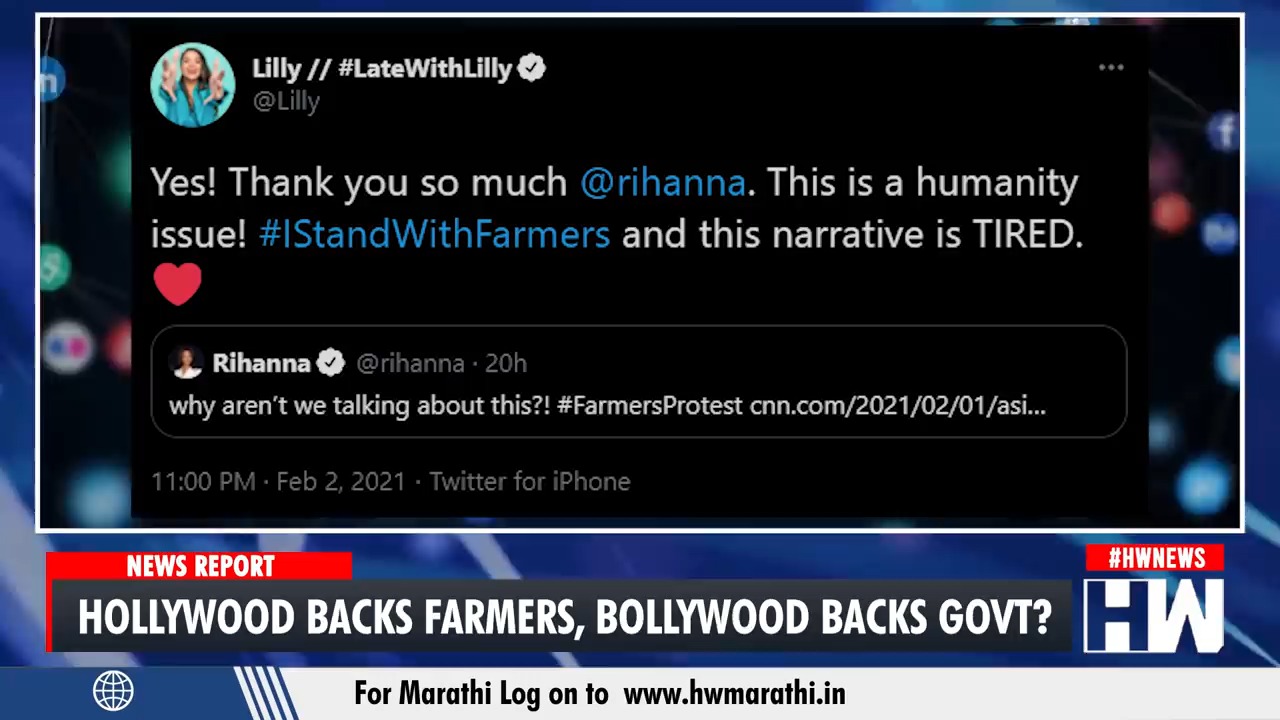 Lilly // #LateWithLilly
@Lilly
Yes! Thank you so much @rihanna. This is a humanity
issue! #IStandWithFarmers and this narrative is TIRED.
Rihanna @rihanna · 20h
why aren't we talking about this?! #FarmersProtest cnn.com/2021/02/01/asi...
11:00 PM · Feb 2, 2021 · Twitter for iPhone
NEWS REPORT
#HWNEWS
HOLLYWOOD BACKS FARMERS, BOLLYWOOD BACKS GOVT?
HW
For Marathi Log on to www.hwmarathi.in